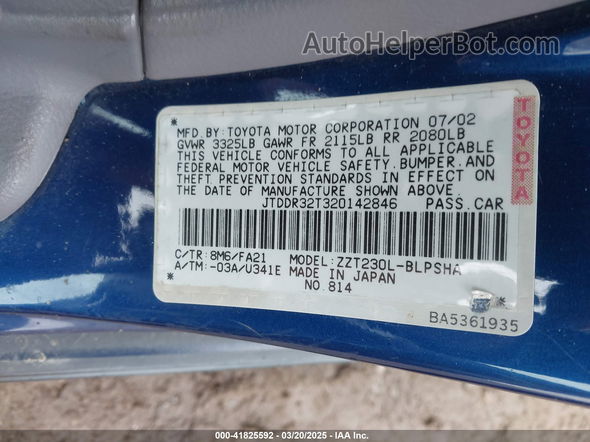 AutoHelperBot.com
MFD.BY:TOYOTA MOTOR CORPORATION 07/02
GVWR 3325LB GAWR FR 2115LB RR 2080LB
THIS VEHICLE CONFORMS TO ALL APPLICABLE
FEDERAL MOTOR VEHICLE SAFETY,BUMPER,AND
THEFT PREVENTION STANDARDS IN EFFECT ON
THE DATE OF MANUFACTURE SHOWN ABOVE.
JTDDR32T320142846 PASS.CAR
TOYOTA
C/TR:8M6/FA21 MODEL:ZZT230L-BLPSHA
A/TM:-03A/U341E MADE IN JAPAN
NO.814
BA5361935
000-41825592 - 03/20/2025 - IAA Inc.
Copyright